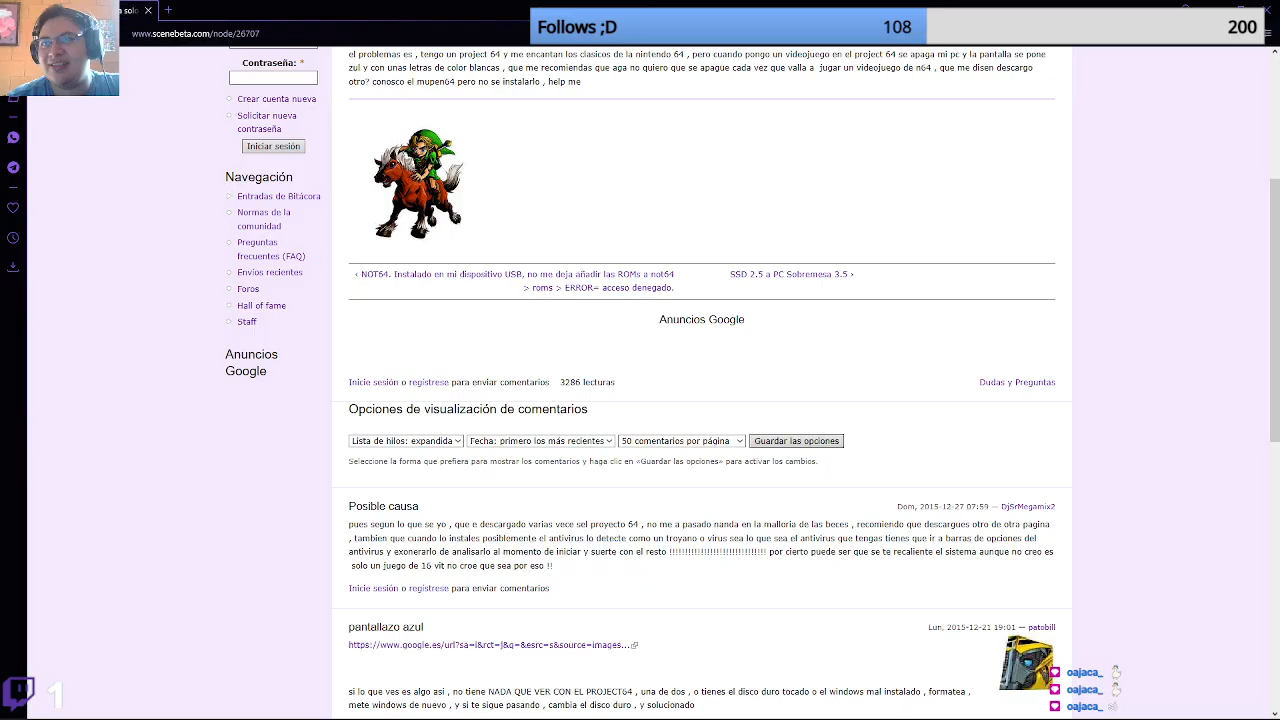 a solo
Follows ;D 108 200
www.scenebeta.com/node/26707
el problemas es , tengo un project 64 y me encantan los clasicos de la nintendo 64 , pero cuando pongo un videojuego en el project 64 se apaga mi pc y la pantalla se pone
zul y con unas letras de color blancas , que me recomiendas que aga no quiero que se apague cada vez que valla a jugar un videojuego de n64 , que me disen descargo
otro? conosco el mupen64 pero no se instalarlo , help me
Contraseña: *
Crear cuenta nueva
Solicitar nueva
contraseña
Iniciar sesión
Navegación
Entradas de Bitácora
Normas de la
comunidad
Preguntas
frecuentes (FAQ)
Envíos recientes
Foros
Hall of fame
Staff
Anuncios
Google
‹ NOT64. Instalado en mi dispositivo USB, no me deja añadir las ROMs a not64
> roms > ERROR= acceso denegado.
SSD 2.5 a PC Sobremesa 3.5 ›
Anuncios Google
Inicie sesión o regístrese para enviar comentarios 3286 lecturas Dudas y Preguntas
Opciones de visualización de comentarios
Lista de hilos: expandida Fecha: primero los más recientes 50 comentarios por página Guardar las opciones
Seleccione la forma que prefiera para mostrar los comentarios y haga clic en «Guardar las opciones» para activar los cambios.
Posible causa Dom, 2015-12-27 07:59 — DjSrMegamix2
pues segun lo que se yo , que e descargado varias vece sel proyecto 64 , no me a pasado nanda en la malloria de las beces , recomiendo que descargues otro de otra pagina
, tambien que cuando lo instales posiblemente el antivirus lo detecte como un troyano o virus sea lo que sea el antivirus que tengas tienes que ir a barras de opciones del
antivirus y exonerarlo de analisarlo al momento de iniciar y suerte con el resto !!!!!!!!!!!!!!!!!!!!!!!!!!!!!!! por cierto puede ser que se te recaliente el sistema aunque no creo es
solo un juego de 16 vit no croe que sea por eso !!
Inicie sesión o regístrese para enviar comentarios
pantallazo azul Lun, 2015-12-21 19:01 — patobill
https://www.google.es/url?sa=i&rct=j&q=&esrc=s&source=images...
si lo que ves es algo asi , no tiene NADA QUE VER CON EL PROJECT64 , una de dos , o tienes el disco duro tocado ò el windows mal instalado , formatea ,
mete windows de nuevo , y si te sigue pasando , cambia el disco duro . y solucionado
oajaca_
oajaca_
oajaca_
1